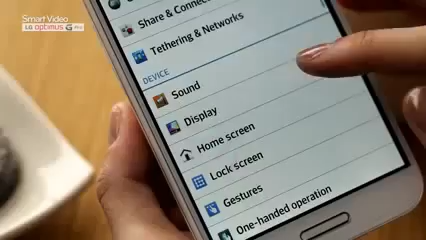 Smart Video
LG optimus G Pro
Share & Connect
Tethering & Networks
DEVICE
Sound
Display
Home screen
Lock screen
Gestures
One-handed operation